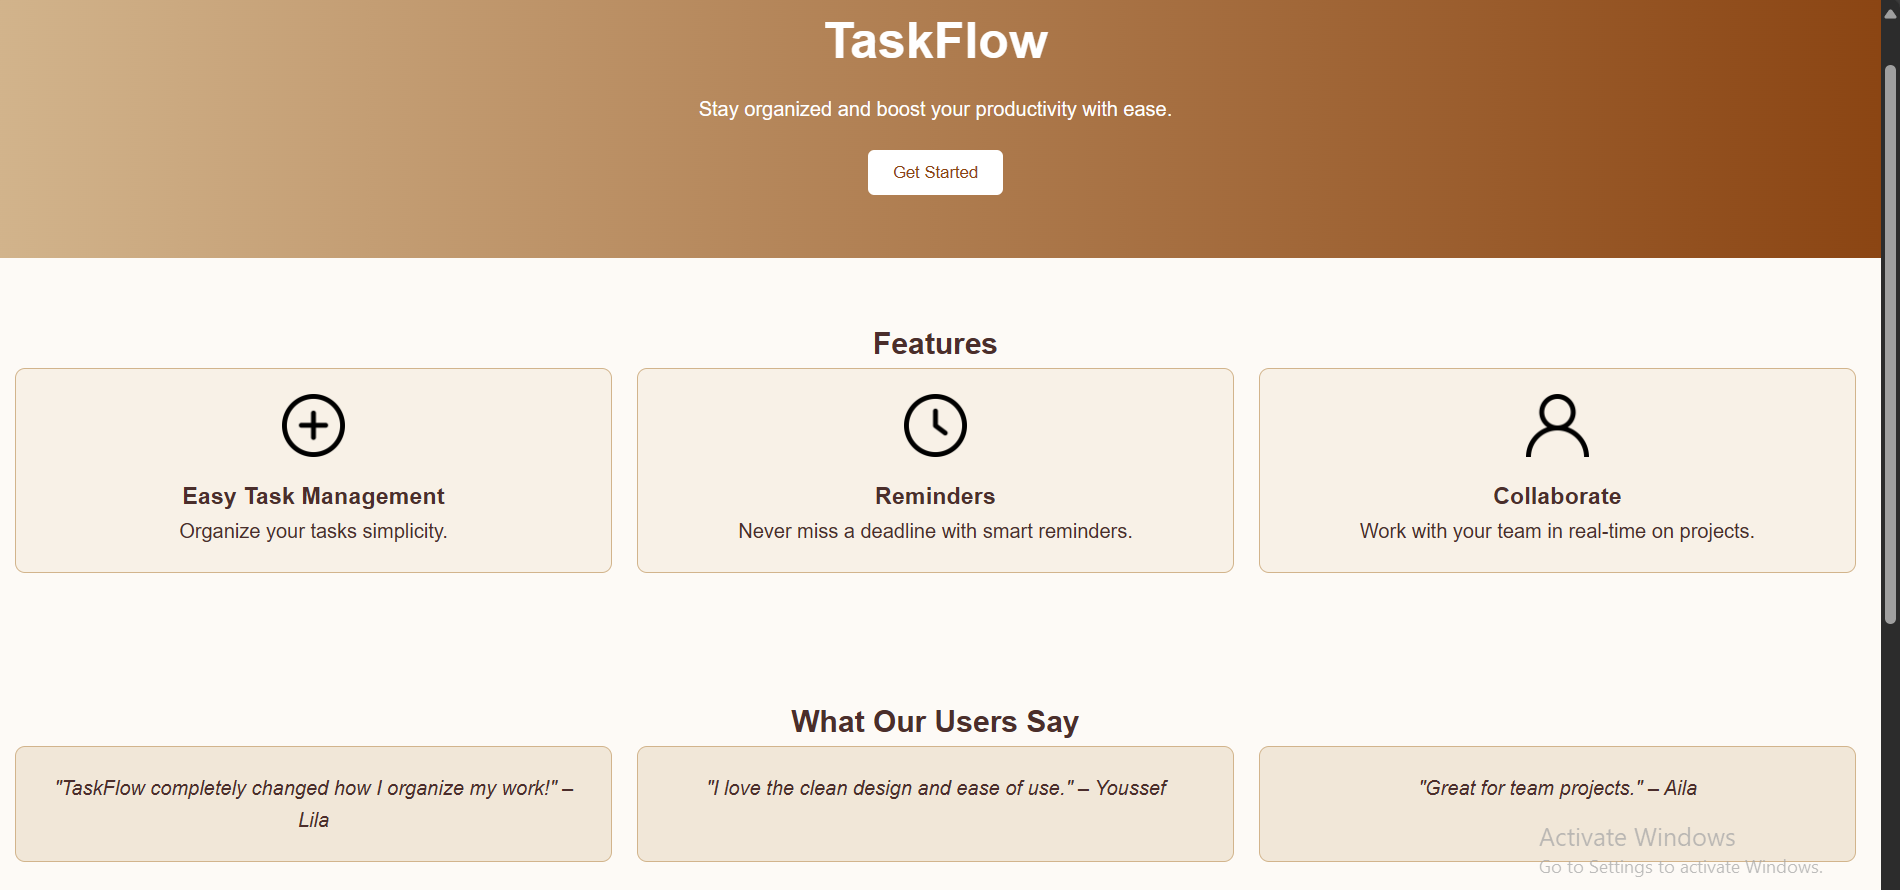 TaskFlow
Stay organized and boost your productivity with ease.
Get Started
Features
Easy Task Management
Organize your tasks simplicity.
Reminders
Never miss a deadline with smart reminders.
Collaborate
Work with your team in real-time on projects.
What Our Users Say
"TaskFlow completely changed how I organize my work!" –
Lila
"I love the clean design and ease of use." – Youssef
"Great for team projects." – Aila
Activate Windows
Go to Settings to activate Windows.